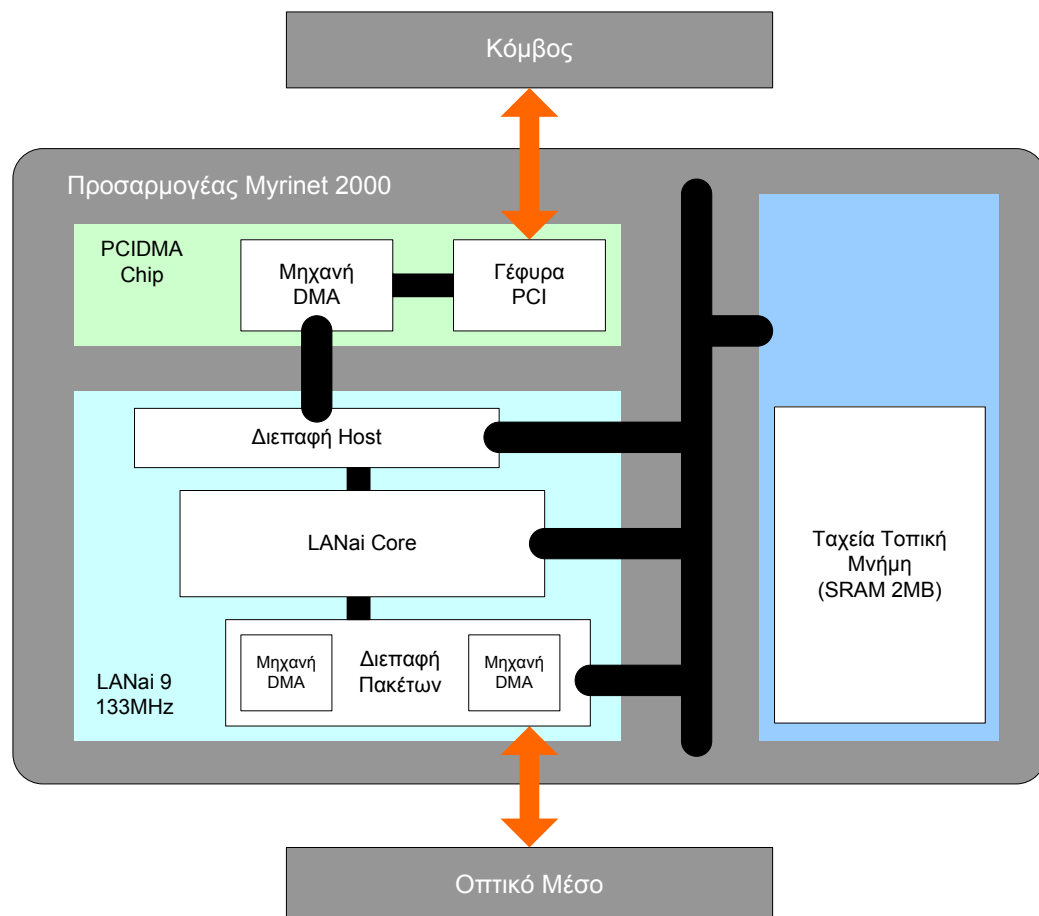 Κόμβος
Προσαρμογέας Myrinet 2000
PCIDMA
Chip
Μηχανή
DMA
Γέφυρα
PCI
Διεπαφή Host
LANai Core
Ταχεία Τοπική
Μνήμη
(SRAM 2MB)
Μηχανή
DMA
Διεπαφή
Πακέτων
Μηχανή
DMA
LANai 9
133MHz
Οπτικό Μέσο